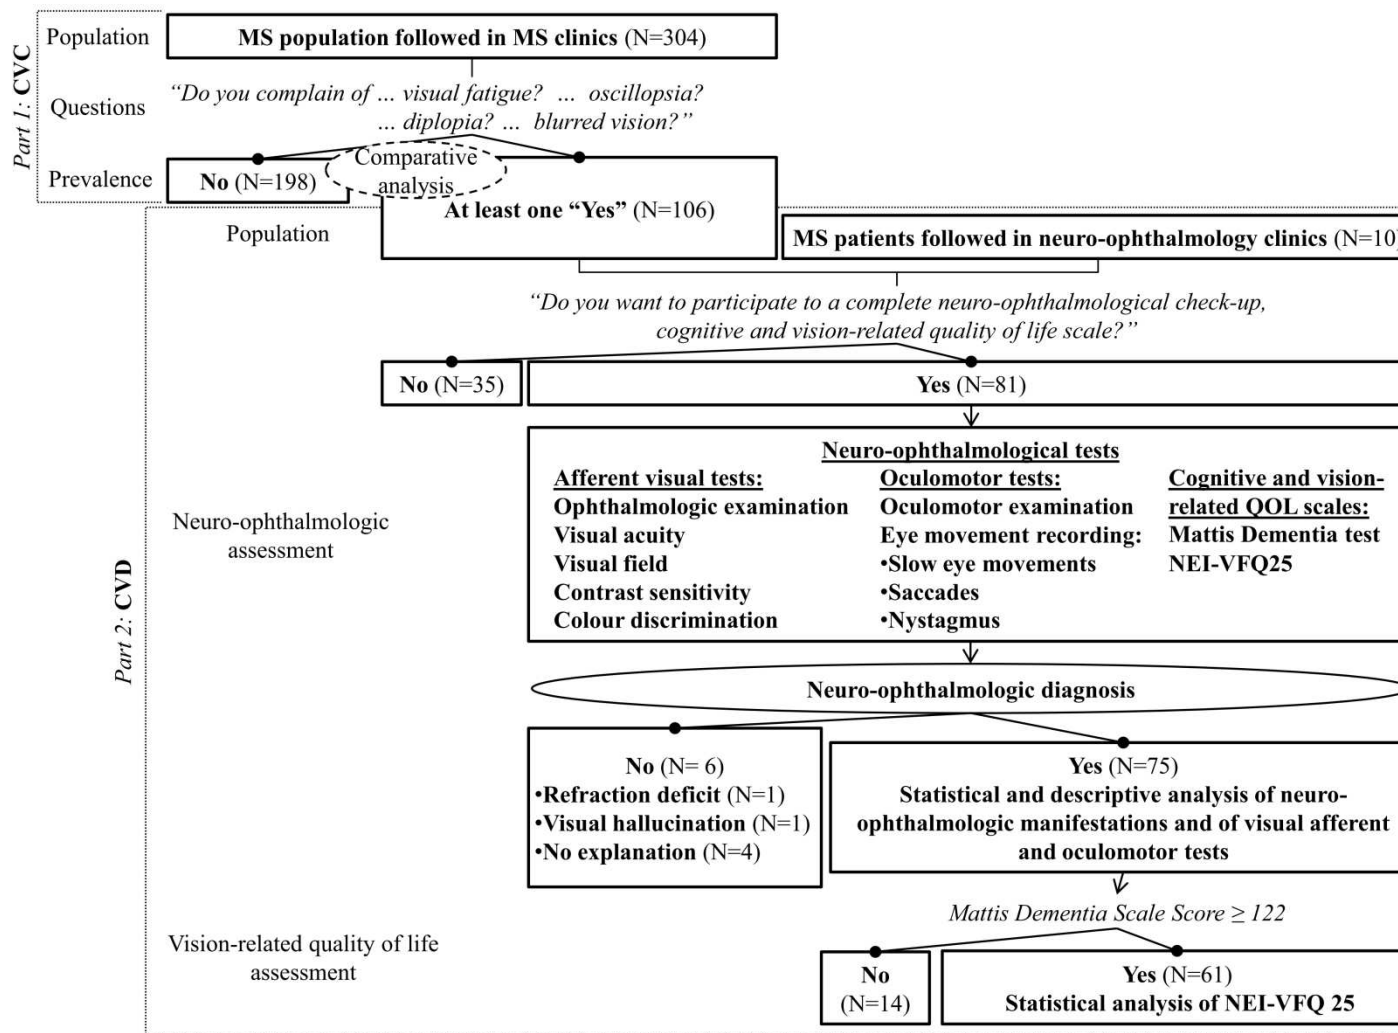 Part 1: CVC
Population
MS population followed in MS clinics (N=304)
Questions
“Do you complain of ... visual fatigue? ... oscillopsia?
... diplopia? ... blurred vision?”
Prevalence
No (N=198)
Comparative
analysis
At least one “Yes” (N=106)
Part 2: CVD
Population
MS patients followed in neuro-ophthalmology clinics (N=10)
“Do you want to participate to a complete neuro-ophthalmological check-up,
cognitive and vision-related quality of life scale?”
No (N=35)
Yes (N=81)
Neuro-ophthalmologic
assessment
Neuro-ophthalmological tests
Afferent visual tests:
Ophthalmologic examination
Visual acuity
Visual field
Contrast sensitivity
Colour discrimination
Oculomotor tests:
Oculomotor examination
Eye movement recording:
•Slow eye movements
•Saccades
•Nystagmus
Cognitive and vision-
related QOL scales:
Mattis Dementia test
NEI-VFQ25
Neuro-ophthalmologic diagnosis
No (N= 6)
•Refraction deficit (N=1)
•Visual hallucination (N=1)
•No explanation (N=4)
Yes (N=75)
Statistical and descriptive analysis of neuro-
ophthalmologic manifestations and of visual afferent
and oculomotor tests
Mattis Dementia Scale Score ≥ 122
Vision-related quality of life
assessment
No
(N=14)
Yes (N=61)
Statistical analysis of NEI-VFQ 25